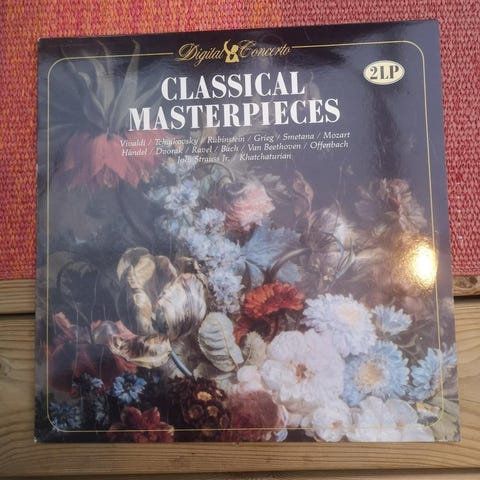 Digital Concerto
CLASSICAL
MASTERPIECES
2LP
Vivaldi / Tchaikovsky / Rubinstein / Grieg / Smetana / Mozart
Händel / Dvorak / Ravel / Bach / Van Beethoven / Offenbach
Joh. Strauss Jr. / Khatchaturian